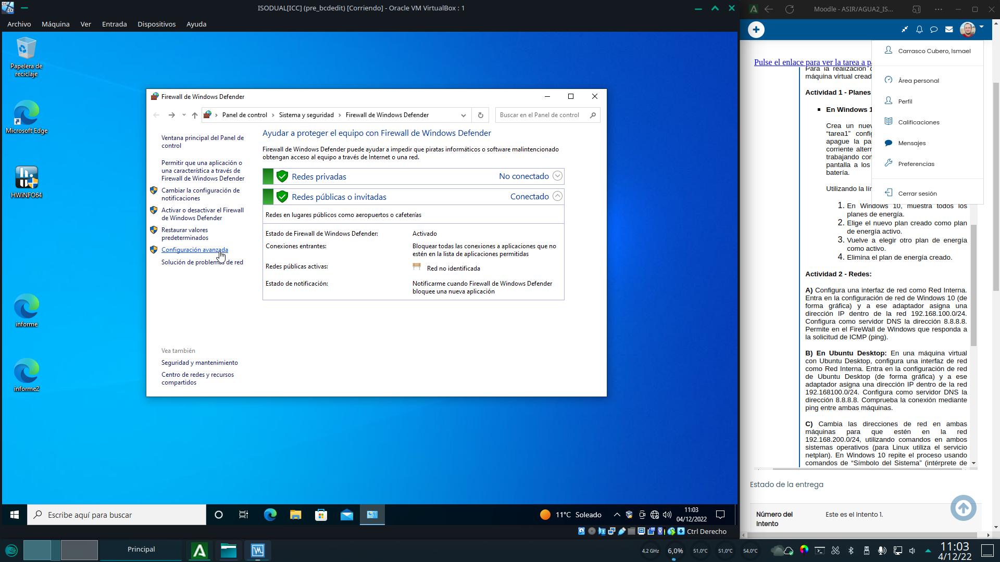 ISODUAL[ICC] (pre_bcdedit) [Corriendo] - Oracle VM VirtualBox : 1
Archivo Máquina Ver Entrada Dispositivos Ayuda
Papelera de
reciclaje
Microsoft Edge
HWiNFO64
informe
informe2
Firewall de Windows Defender
Panel de control > Sistema y seguridad > Firewall de Windows Defender
Buscar en el Panel de control
Ventana principal del Panel de
control
Permitir que una aplicación o
una característica a través de
Firewall de Windows Defender
Cambiar la configuración de
notificaciones
Activar o desactivar el Firewall
de Windows Defender
Restaurar valores
predeterminados
Configuración avanzada
Solución de problemas de red
Vea también
Seguridad y mantenimiento
Centro de redes y recursos
compartidos
Ayudar a proteger el equipo con Firewall de Windows Defender
Firewall de Windows Defender puede ayudar a impedir que piratas informáticos o software malintencionado
obtengan acceso al equipo a través de Internet o una red.
Redes privadas No conectado
Redes públicas o invitadas Conectado
Redes en lugares públicos como aeropuertos o cafeterías
Estado de Firewall de Windows Defender: Activado
Conexiones entrantes: Bloquear todas las conexiones a aplicaciones que no
estén en la lista de aplicaciones permitidas
Redes públicas activas: Red no identificada
Estado de notificación: Notificarme cuando Firewall de Windows Defender
bloquee una nueva aplicación
Escribe aquí para buscar
11°C Soleado
11:03
04/12/2022
Ctrl Derecho
Moodle - ASIR/AGUA2_IS...
Carrasco Cubero, Ismael
Área personal
Perfil
Calificaciones
Mensajes
Preferencias
Cerrar sesión
Pulse el enlace para ver la tarea a p
Para la realización
máquina virtual cread
Actividad 1 - Planes
En Windows 1
Crea un nuev
“tarea1” config
apague la pa
corriente altern
trabajando con
pantalla a los
batería.
Utilizando la lín
1. En Windows 10, muestra todos los
planes de energía.
2. Elige el nuevo plan creado como plan
de energía activo.
3. Vuelve a elegir otro plan de energía
como activo.
4. Elimina el plan de energía creado.
Actividad 2 - Redes:
A) Configura una interfaz de red como Red Interna.
Entra en la configuración de red de Windows 10 (de
forma gráfica) y a ese adaptador asigna una
dirección IP dentro de la red 192.168.100.0/24.
Configura como servidor DNS la dirección 8.8.8.8.
Permite en el FireWall de Windows que responda a
la solicitud de ICMP (ping).
B) En Ubuntu Desktop: En una máquina virtual
con Ubuntu Desktop, configura una interfaz de red
como Red Interna. Entra en la configuración de red
de Ubuntu Desktop (de forma gráfica) y a ese
adaptador asigna una dirección IP dentro de la red
192.168100.0/24. Configura como servidor DNS la
dirección 8.8.8.8. Comprueba la conexión mediante
ping entre ambas máquinas.
C) Cambia las direcciones de red en ambas
máquinas para que estén en la red
192.168.200.0/24, utilizando comandos en ambos
sistemas operativos (para Linux utiliza el servicio
netplan). En Windows 10 repite el proceso usando
comandos de “Símbolo del Sistema” (intérprete de
Estado de la entrega
Número del
intento
Este es el intento 1.
Principal
4,2 GHz 6,0% 51,0°C 51,0°C 54,0°C
11:03
4/12/22